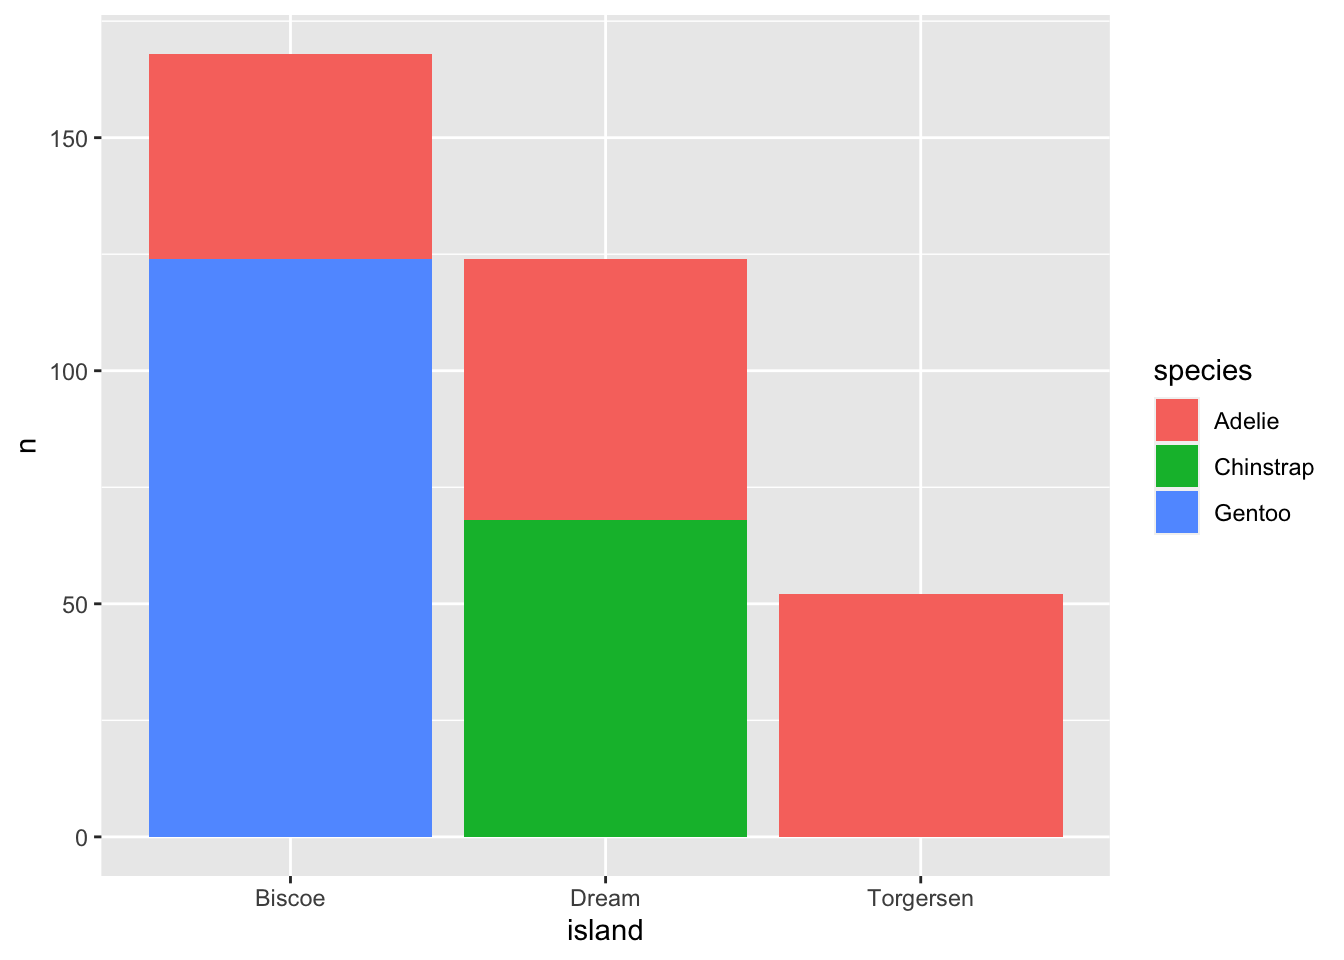 n
150
100
50
0
Biscoe
Dream
Torgersen
island
species
Adelie
Chinstrap
Gentoo